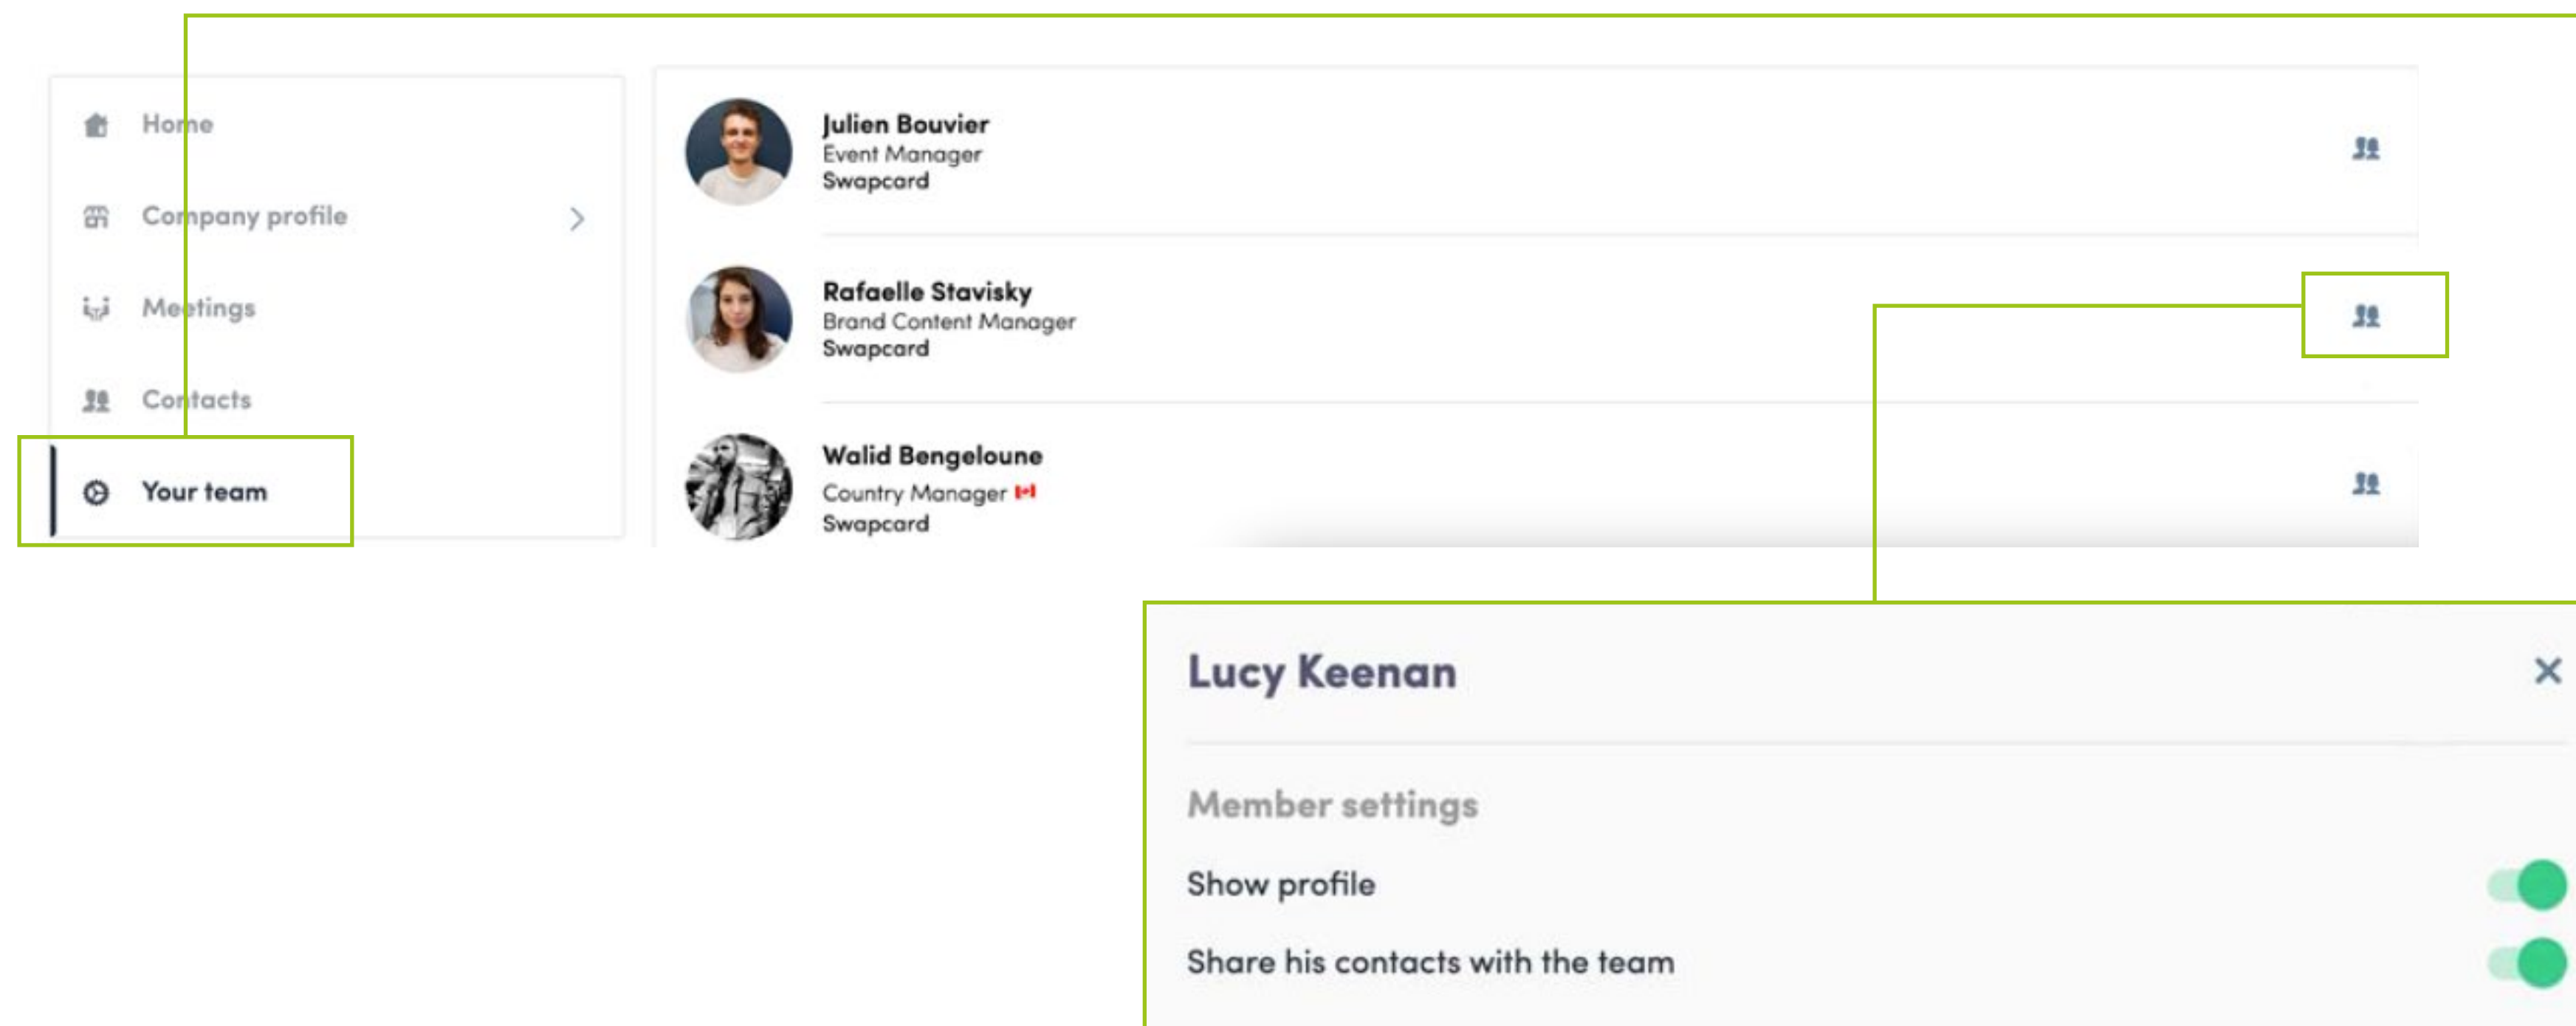 Home
Company profile
Meetings
Contacts
Your team
Julien Bouvier
Event Manager
Swapcard
Rafaelle Stavisky
Brand Content Manager
Swapcard
Walid Bengeloune
Country Manager 🇨🇦
Swapcard
Lucy Keenan
Member settings
Show profile
Share his contacts with the team